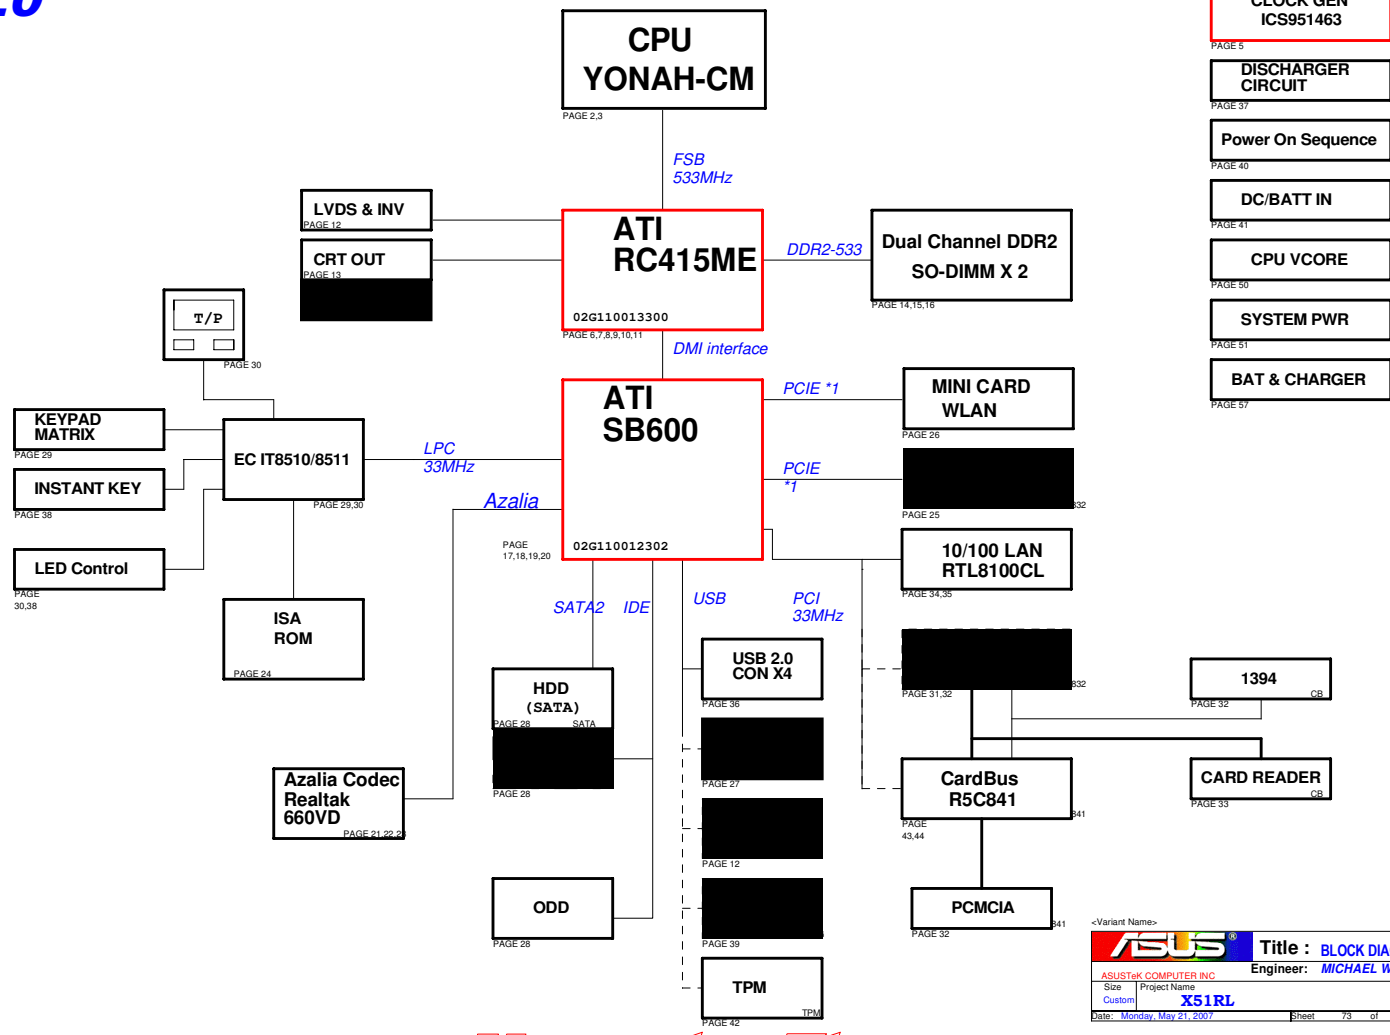 CPU
YONAH-CM
PAGE 2,3
FSB
533MHz
LVDS & INV
PAGE 12
CRT OUT
PAGE 13
ATI
RC415ME
02G110013300
PAGE 6,7,8,9,10,11
DDR2-533
Dual Channel DDR2
SO-DIMM X 2
PAGE 14,15,16
DMI interface
T/P
PAGE 30
KEYPAD
MATRIX
PAGE 29
INSTANT KEY
PAGE 38
LED Control
PAGE
30,38
EC IT8510/8511
PAGE 29,30
ISA
ROM
PAGE 24
LPC
33MHz
Azalia
ATI
SB600
02G110012302
PAGE
17,18,19,20
PCIE *1
MINI CARD
WLAN
PAGE 26
PCIE
*1
PAGE 25
10/100 LAN
RTL8100CL
PAGE 34,35
PCI
33MHz
PAGE 31,32
SATA2
IDE
USB
HDD
(SATA)
PAGE 28
SATA
PAGE 28
Azalia Codec
Realtak
660VD
ODD
PAGE 28
USB 2.0
CON X4
PAGE 36
PAGE 27
PAGE 12
PAGE 39
TPM
TPM
PAGE 42
CardBus
R5C841
PAGE
43,44
PCMCIA
PAGE 32
1394
CB
PAGE 32
CARD READER
CB
PAGE 33
CLOCK GEN
ICS951463
PAGE 5
DISCHARGER
CIRCUIT
PAGE 37
Power On Sequence
PAGE 40
DC/BATT IN
PAGE 41
CPU VCORE
PAGE 50
SYSTEM PWR
PAGE 51
BAT & CHARGER
PAGE 57
<Variant Name>
ASUS®
Title : BLOCK DIA
ASUSTeK COMPUTER INC
Engineer: MICHAEL W
Size
Project Name
Custom
X51RL
Date: Monday, May 21, 2007
Sheet 73 of